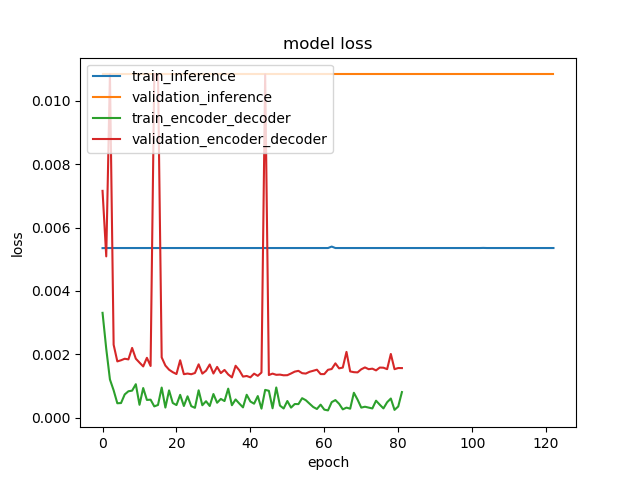 model loss
train_inference
validation_inference
train_encoder_decoder
validation_encoder_decoder
loss
0.010
0.008
0.006
0.004
0.002
0.000
0 20 40 60 80 100 120
epoch